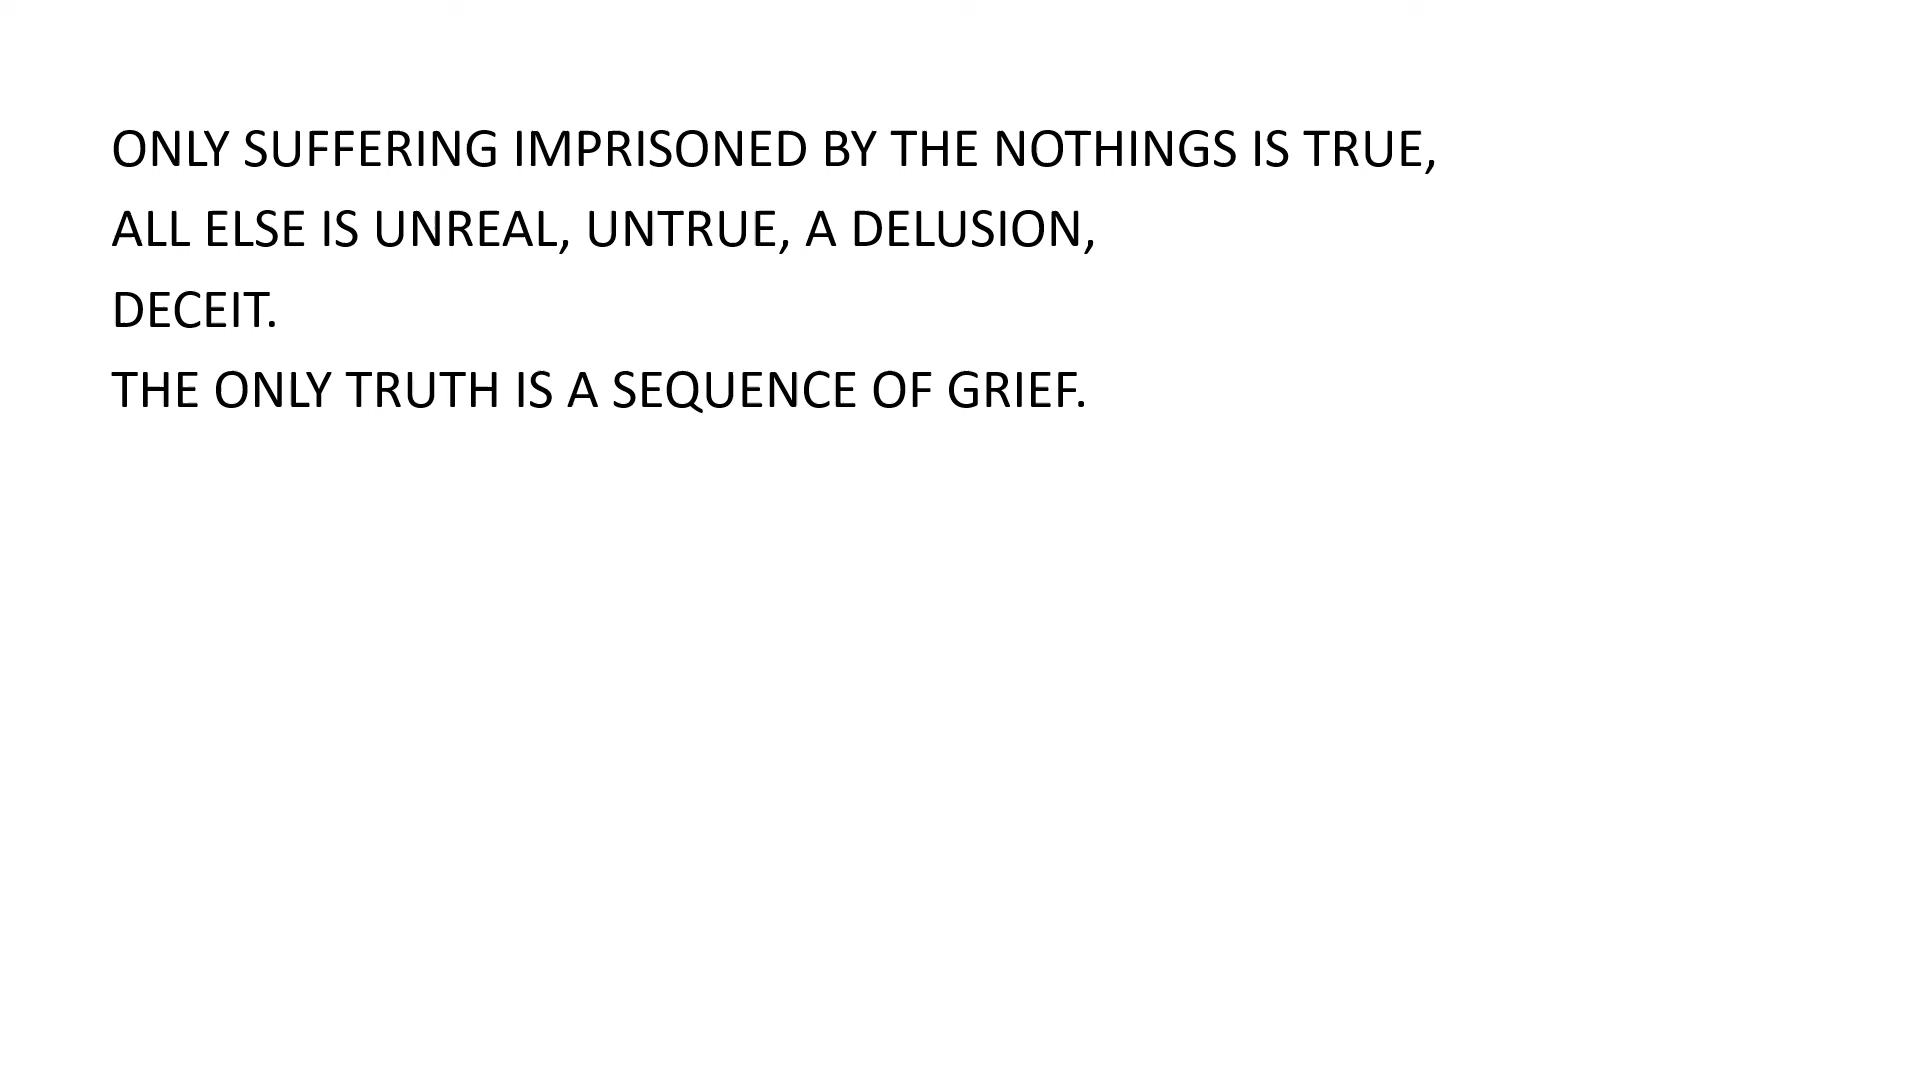 ONLY SUFFERING IMPRISONED BY THE NOTHINGS IS TRUE,
ALL ELSE IS UNREAL, UNTRUE, A DELUSION,
DECEIT.
THE ONLY TRUTH IS A SEQUENCE OF GRIEF.